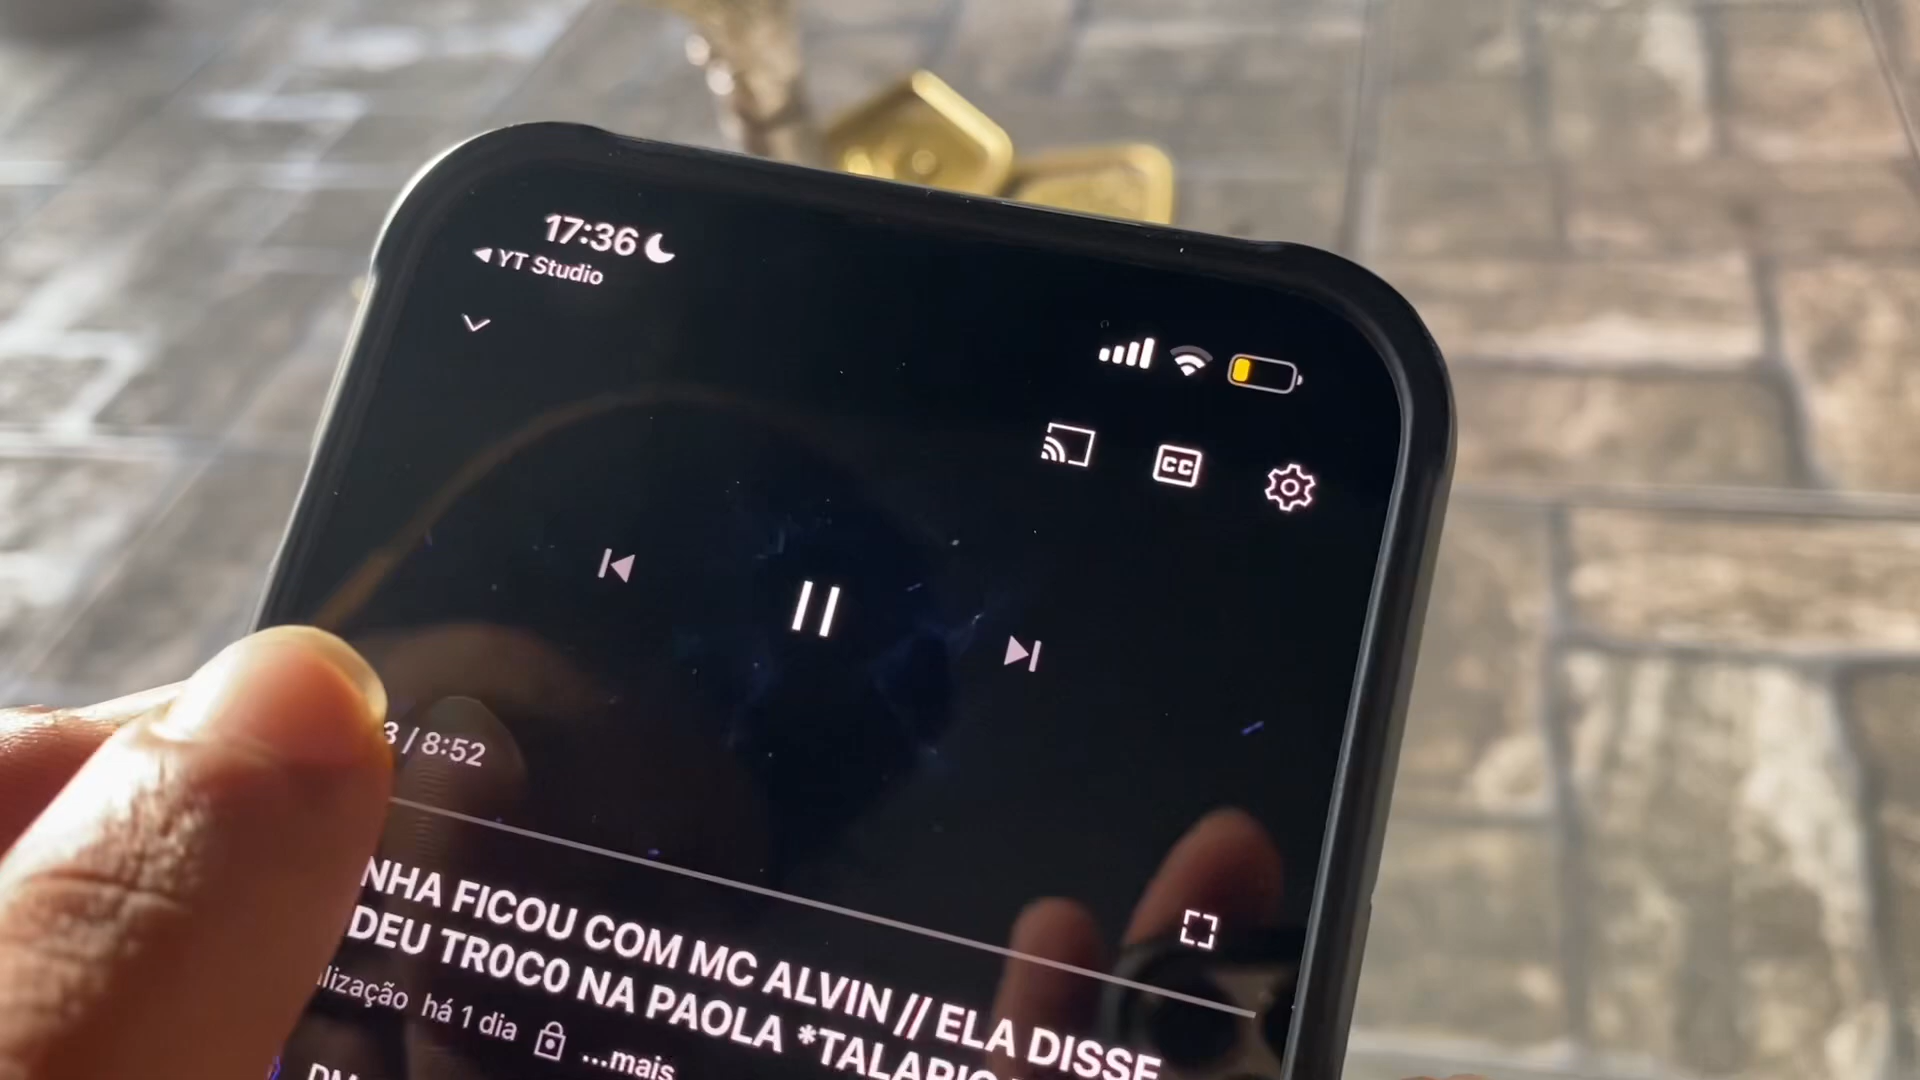 17:36
YT Studio
CC
3 / 8:52
NHA FICOU COM MC ALVIN // ELA DISSE
DEU TR0C0 NA PAOLA
há 1 dia
...mais